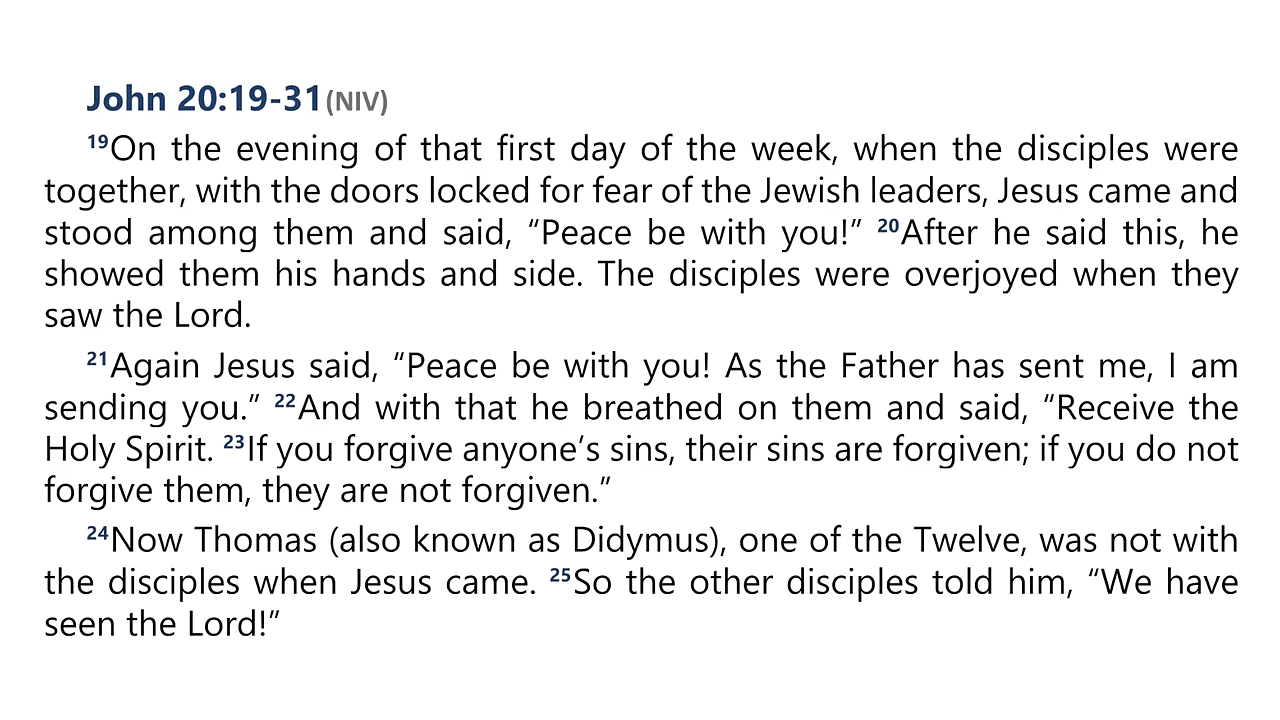 John 20:19-31(NIV)
19On the evening of that first day of the week, when the disciples were
together, with the doors locked for fear of the Jewish leaders, Jesus came and
stood among them and said, “Peace be with you!” 20After he said this, he
showed them his hands and side. The disciples were overjoyed when they
saw the Lord.
21Again Jesus said, “Peace be with you! As the Father has sent me, I am
sending you.” 22And with that he breathed on them and said, “Receive the
Holy Spirit. 23If you forgive anyone’s sins, their sins are forgiven; if you do not
forgive them, they are not forgiven.”
24Now Thomas (also known as Didymus), one of the Twelve, was not with
the disciples when Jesus came. 25So the other disciples told him, “We have
seen the Lord!”